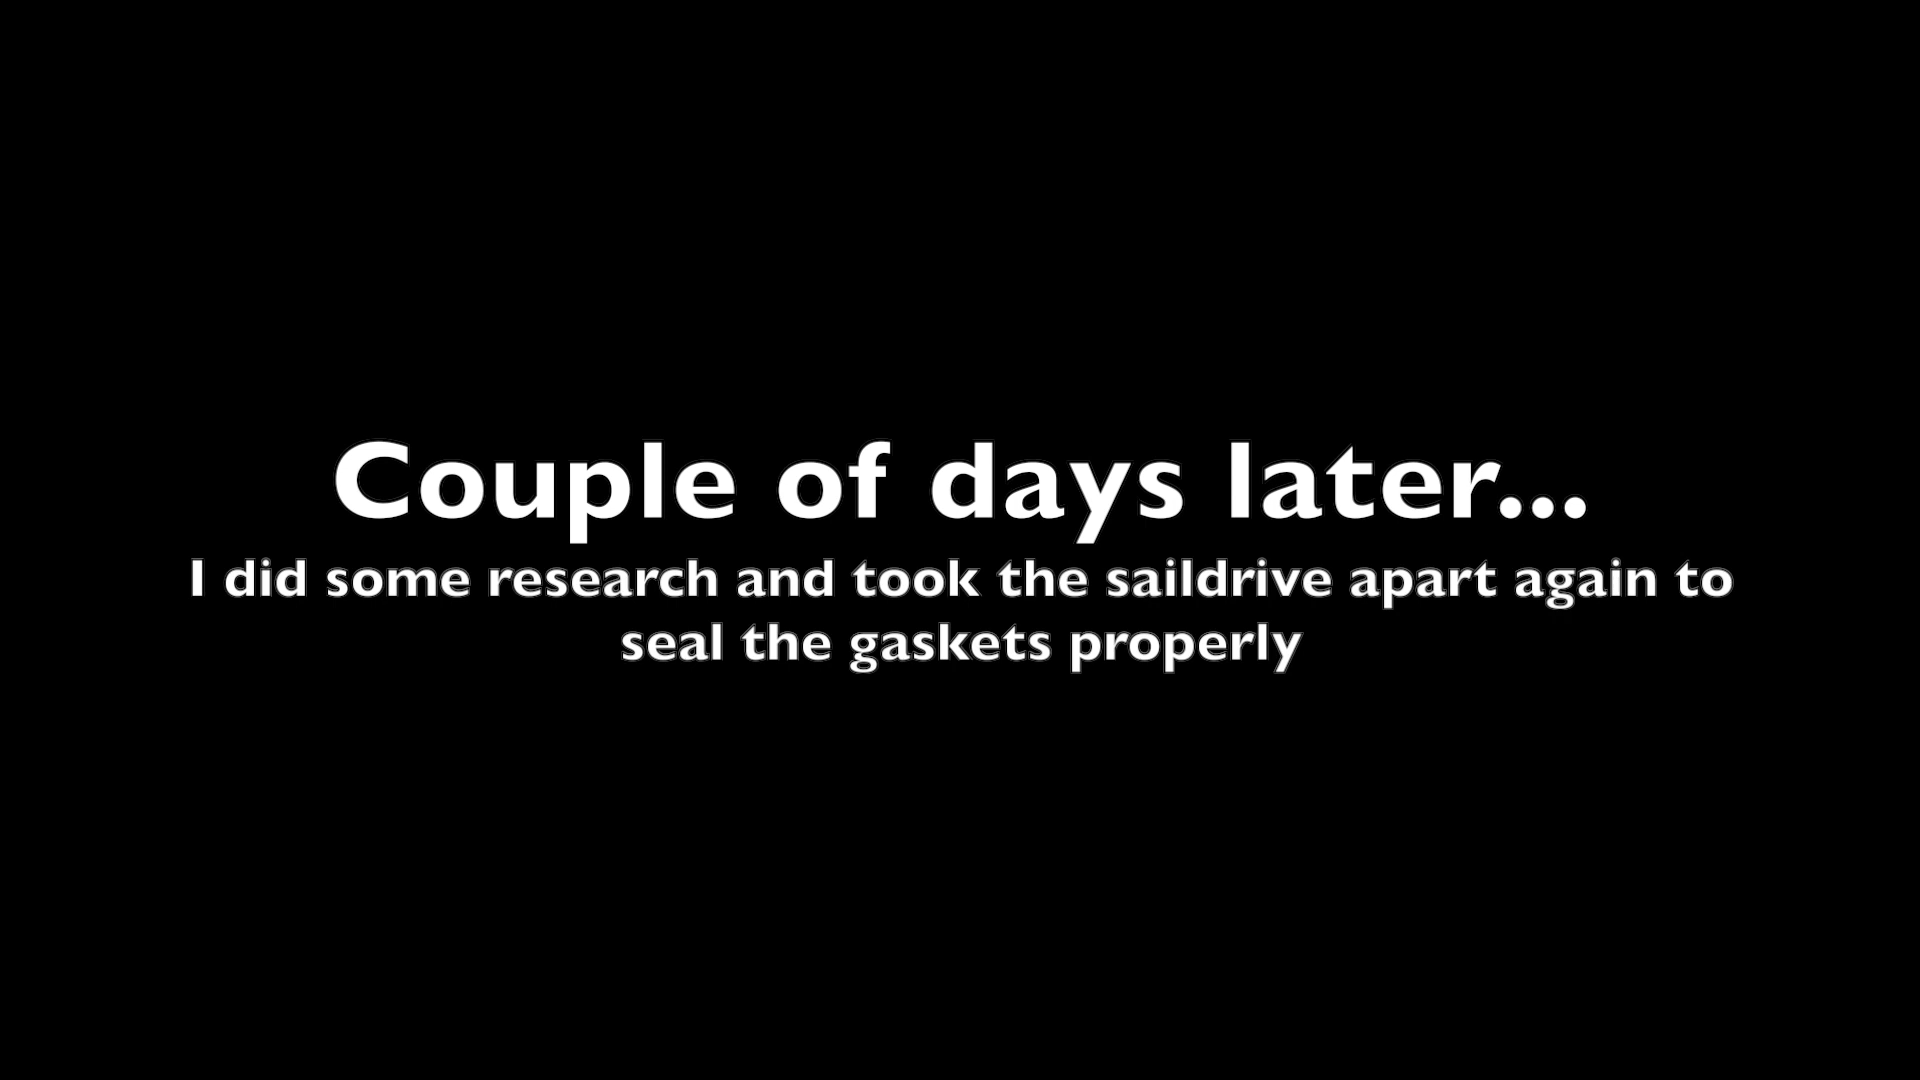 Couple of days later...
I did some research and took the saildrive apart again to
seal the gaskets properly